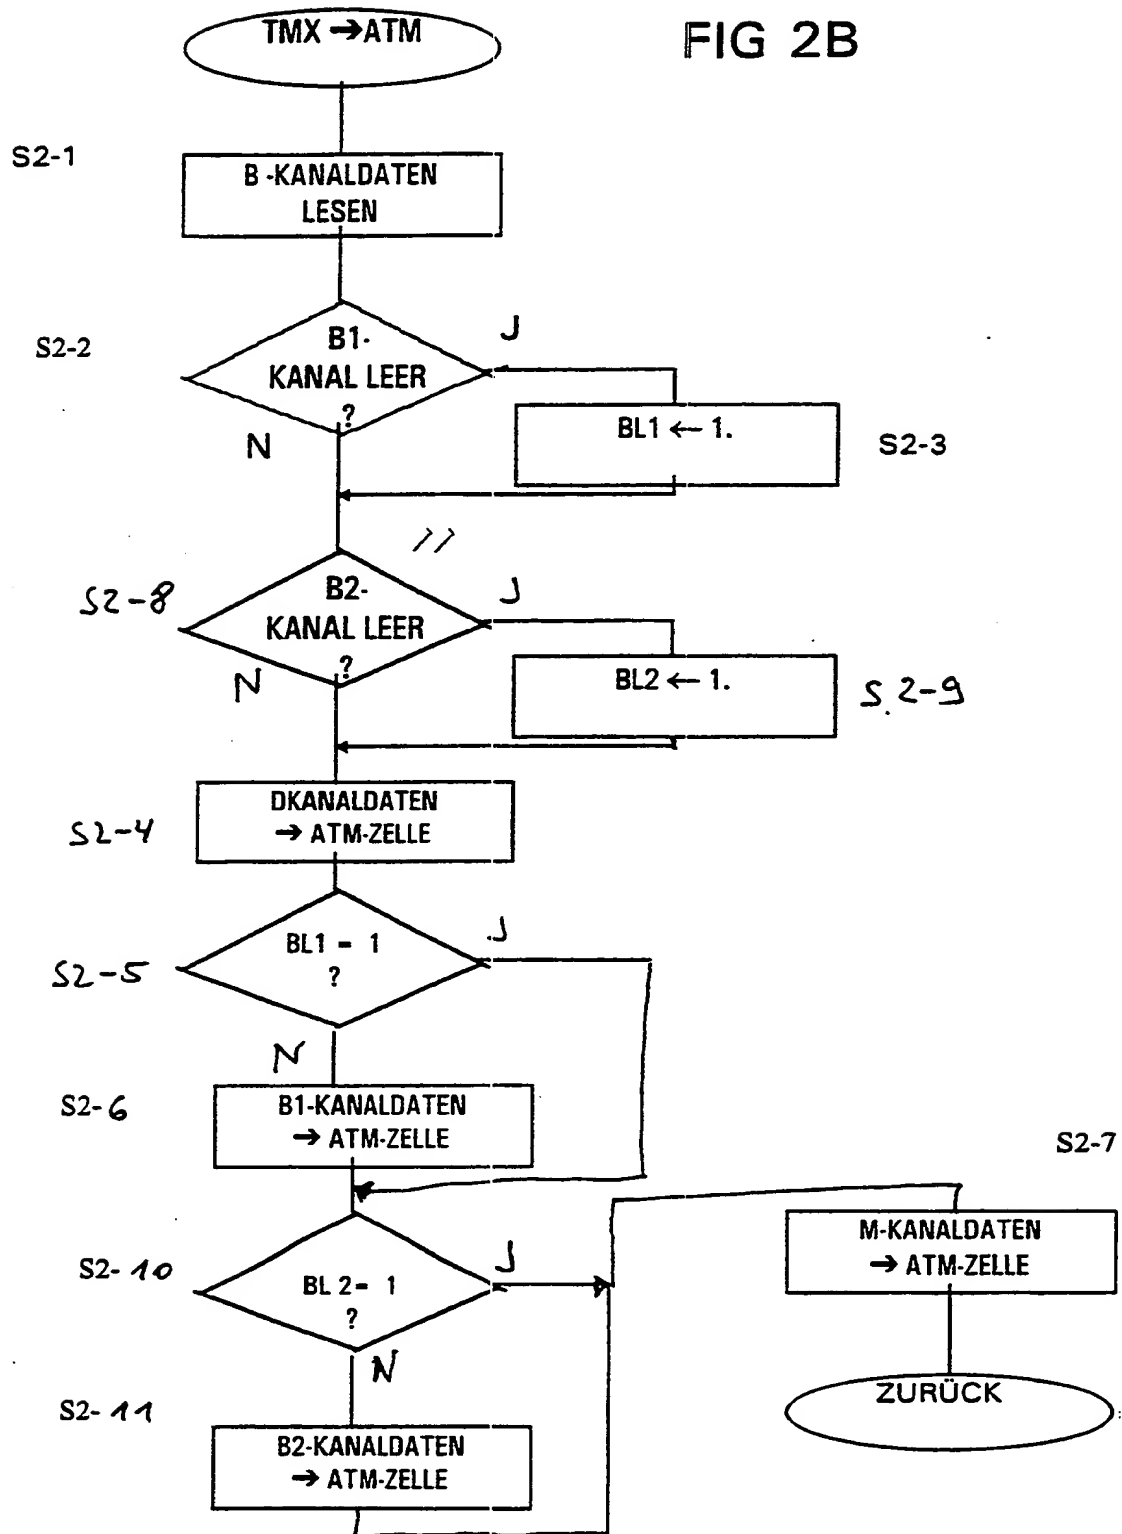 TMX → ATM
FIG 2B
S2-1
B -KANALDATEN
LESEN
S2-2
B1-
KANAL LEER
?
J
N
BL1 ← 1.
S2-3
S2-8
B2-
KANAL LEER
?
J
N
BL2 ← 1.
S.2-9
S2-4
DKANALDATEN
→ ATM-ZELLE
S2-5
BL1 = 1
?
J
N
S2-6
B1-KANALDATEN
→ ATM-ZELLE
S2-7
M-KANALDATEN
→ ATM-ZELLE
S2-10
BL 2= 1
?
J
N
ZURÜCK
S2-11
B2-KANALDATEN
→ ATM-ZELLE